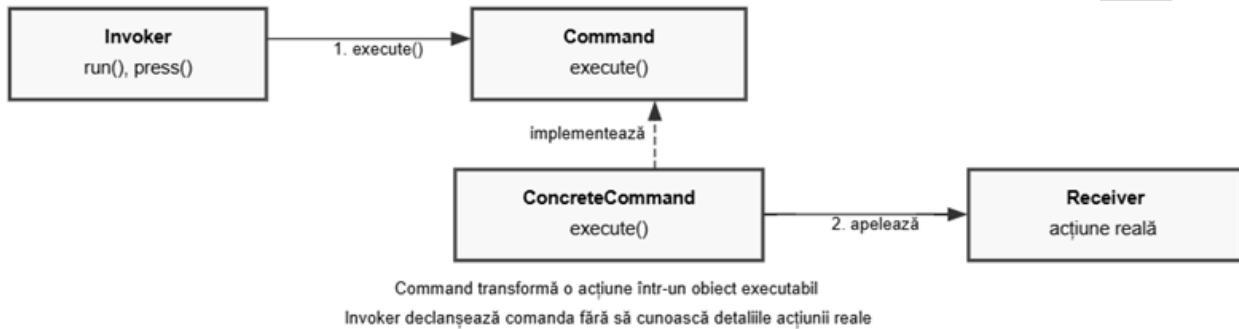 Invoker
run(), press()
1. execute()
Command
execute()
implementează
ConcreteCommand
execute()
2. apelează
Receiver
acțiune reală
Command transformă o acțiune într-un obiect executabil
Invoker declanșează comanda fără să cunoască detaliile acțiunii reale